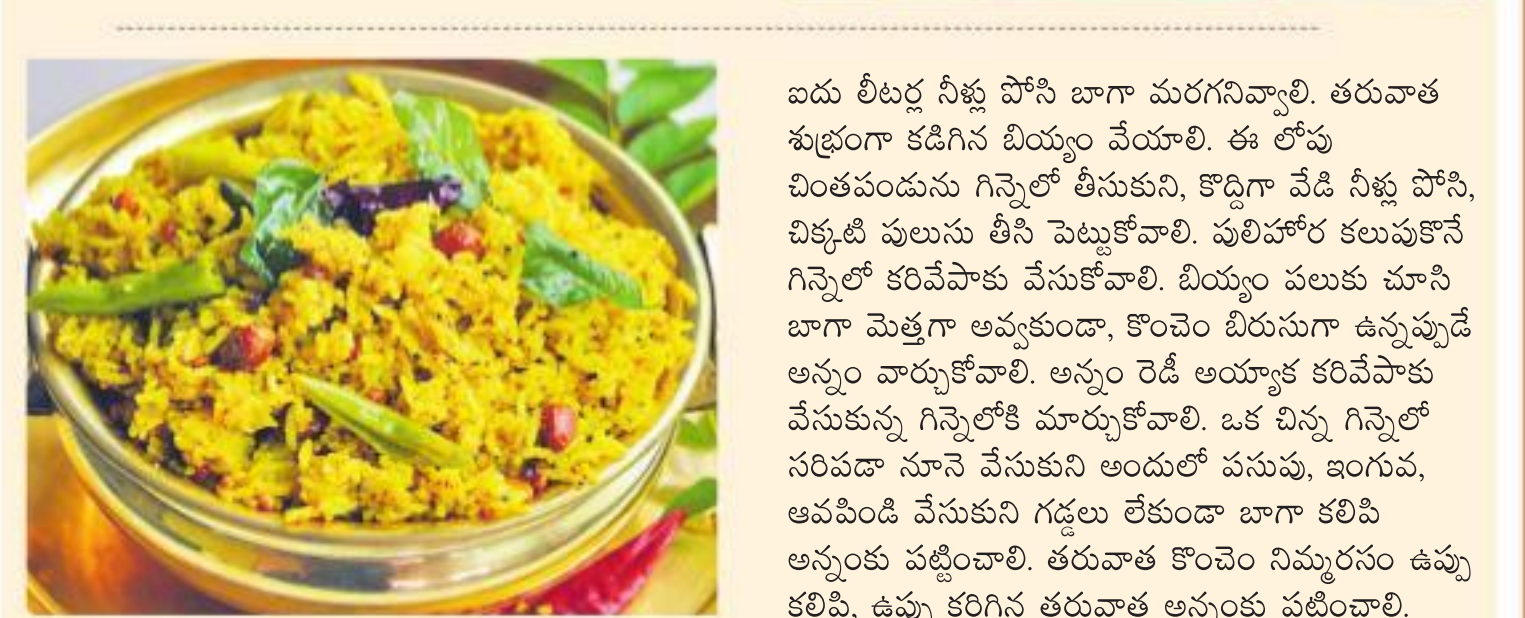 ఐదు లీటర్ల నీళ్లు పోసి బాగా మరగనివ్వాలి. తరువాత
శుభ్రంగా కడిగిన బియ్యం వేయాలి. ఈ లోపు
చింతపండును గిన్నెలో తీసుకుని, కొద్దిగా వేడి నీళ్లు పోసి,
చిక్కటి పులుసు తీసి పెట్టుకోవాలి. పులిహోర కలుపుకొనే
గిన్నెలో కరివేపాకు వేసుకోవాలి. బియ్యం పలుకు చూసి
బాగా మెత్తగా అవ్వకుండా, కొంచెం బిరుసుగా ఉన్నప్పుడే
అన్నం వార్చుకోవాలి. అన్నం రెడీ అయ్యాక కరివేపాకు
వేసుకున్న గిన్నెలోకి మార్చుకోవాలి. ఒక చిన్న గిన్నెలో
సరిపడా నూనె వేసుకుని అందులో పసుపు, ఇంగువ,
ఆవపిండి వేసుకుని గడ్డలు లేకుండా బాగా కలిపి
అన్నంకు పట్టించాలి. తరువాత కొంచెం నిమ్మరసం ఉప్పు
కలిపి, ఉప్పు కరిగిన తరువాత అన్నంకు పట్టించాలి.